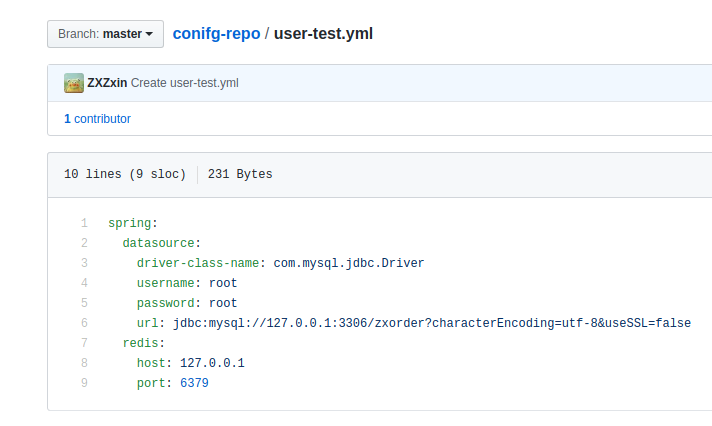 Branch: master conifg-repo / user-test.yml
ZXZxin Create user-test.yml
1 contributor
10 lines (9 sloc) 231 Bytes
1 spring:
2 datasource:
3 driver-class-name: com.mysql.jdbc.Driver
4 username: root
5 password: root
6 url: jdbc:mysql://127.0.0.1:3306/zxorder?characterEncoding=utf-8&useSSL=false
7 redis:
8 host: 127.0.0.1
9 port: 6379